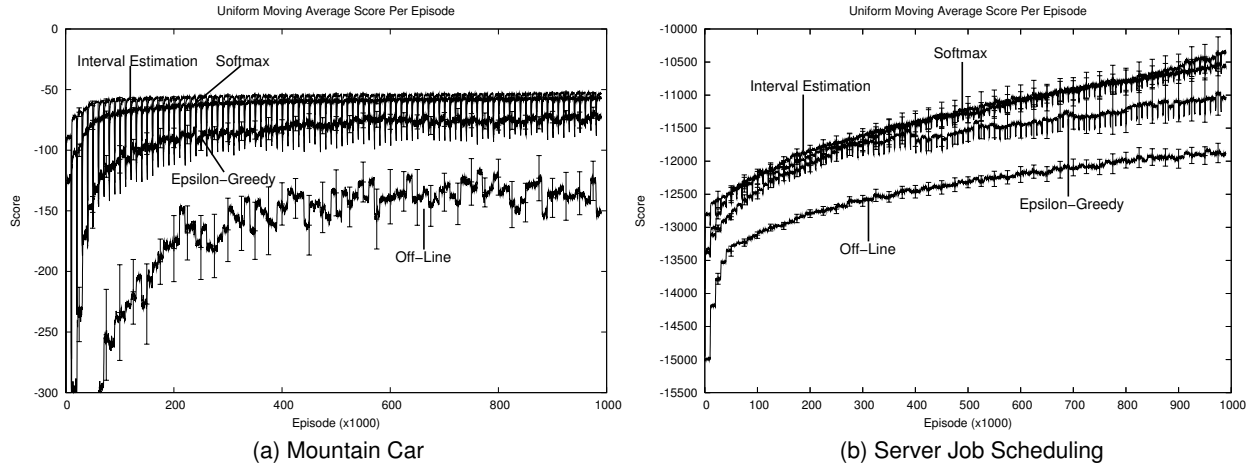 Uniform Moving Average Score Per Episode
0
-50
-100
-150
-200
-250
-300
Score
Interval Estimation
Softmax
Epsilon-Greedy
Off-Line
0 200 400 600 800 1000
Episode (x1000)
(a) Mountain Car
Uniform Moving Average Score Per Episode
-10000
-10500
-11000
-11500
-12000
-12500
-13000
-13500
-14000
-14500
-15000
-15500
Score
Softmax
Interval Estimation
Epsilon-Greedy
Off-Line
0 100 200 300 400 500 600 700 800 900 1000
Episode (x1000)
(b) Server Job Scheduling